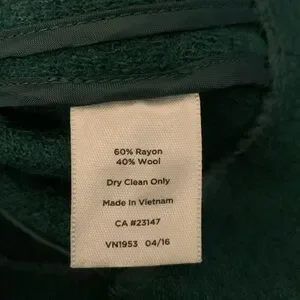 60% Rayon
40% Wool
Dry Clean Only
Made In Vietnam
CA #23147
VN1953 04/16